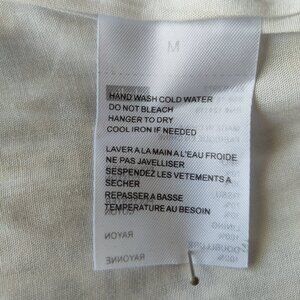 M
HAND WASH COLD WATER
DO NOT BLEACH
HANGER TO DRY
COOL IRON IF NEEDED
LAVER A LA MAIN A L'EAU FROIDE
NE PAS JAVELLISER
SESPENDEZ LES VETEMENTS A
SECHER
REPASSER A BASSE
TEMPERATURE AU BESOIN
RAYON
DOUBLURE
RAYONNE